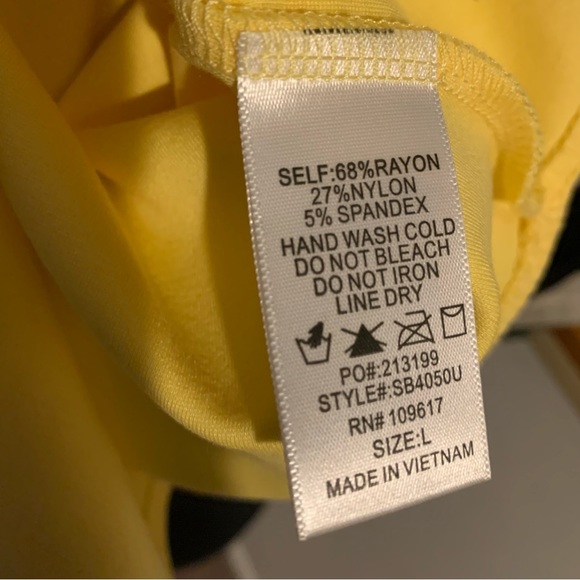 SELF:68%RAYON
27%NYLON
5% SPANDEX
HAND WASH COLD
DO NOT BLEACH
DO NOT IRON
LINE DRY
PO#:213199
STYLE#:SB4050U
RN# 109617
SIZE:L
MADE IN VIETNAM